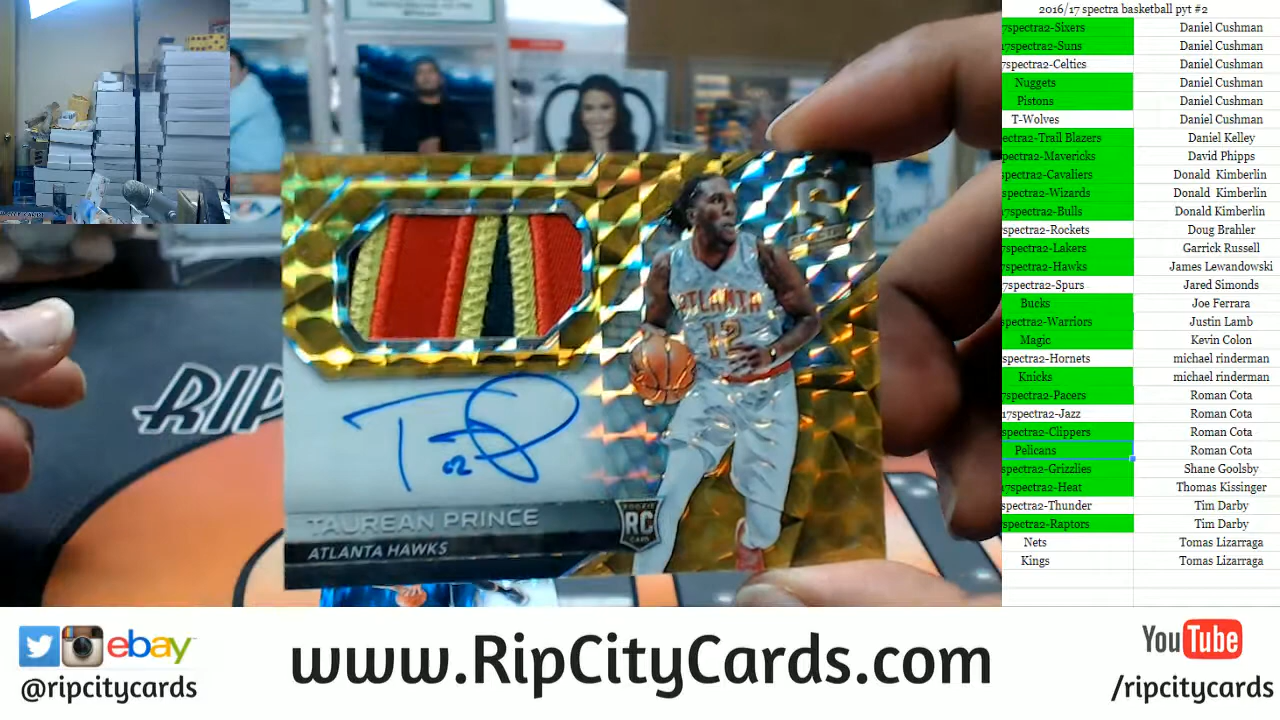 2016/17 spectra basketball pyt #2
7spectra2-Sixers Daniel Cushman
7spectra2-Suns Daniel Cushman
7spectra2-Celtics Daniel Cushman
Nuggets Daniel Cushman
Pistons Daniel Cushman
T-Wolves Daniel Cushman
ectra2-Trail Blazers Daniel Kelley
spectra2-Mavericks David Phipps
spectra2-Cavaliers Donald Kimberlin
spectra2-Wizards Donald Kimberlin
7spectra2-Bulls Donald Kimberlin
spectra2-Rockets Doug Brahler
7spectra2-Lakers Garrick Russell
7spectra2-Hawks James Lewandowski
7spectra2-Spurs Jared Simonds
Bucks Joe Ferrara
spectra2-Warriors Justin Lamb
Magic Kevin Colon
spectra2-Hornets michael rinderman
Knicks michael rinderman
7spectra2-Pacers Roman Cota
17spectra2-Jazz Roman Cota
spectra2-Clippers Roman Cota
Pelicans Roman Cota
spectra2-Grizzlies Shane Goolsby
17spectra2-Heat Thomas Kissinger
spectra2-Thunder Tim Darby
spectra2-Raptors Tim Darby
Nets Tomas Lizarraga
Kings Tomas Lizarraga
S
ATLANTA
12
RIP
TAUREAN PRINCE
ROOKIE
RC
CARD
ATLANTA HAWKS
ebay
@ripcitycards
www.RipCityCards.com
YouTube
/ripcitycards